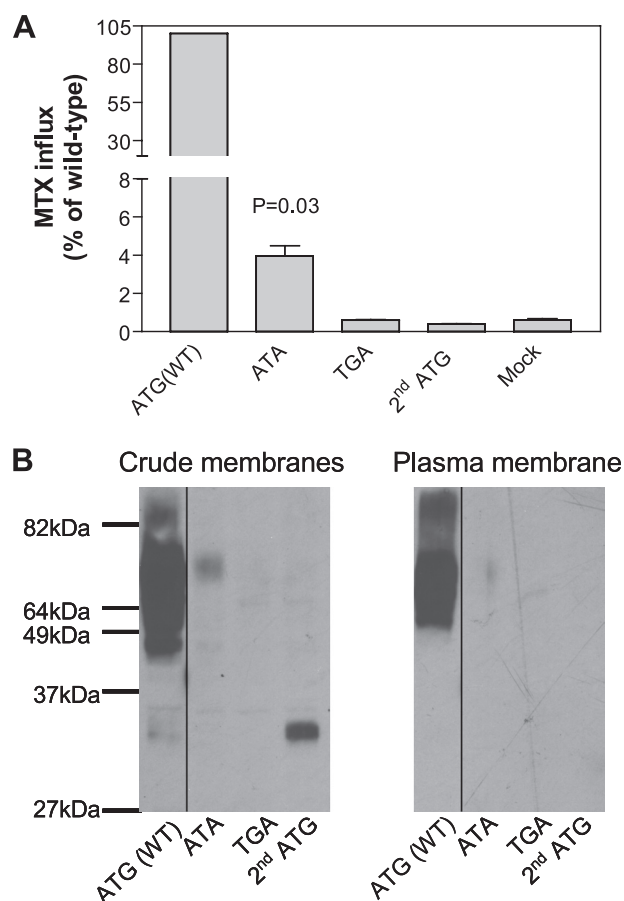 A
105
80
55
30
8
6
4
2
0
MTX influx
(% of wild-type)
P=0.03
ATG(WT)
ATA
TGA
2nd ATG
Mock
B
Crude membranes
Plasma membrane
82kDa
64kDa
49kDa
37kDa
27kDa
ATG (WT)
ATA
TGA
2nd ATG
ATG (WT)
ATA
TGA
2nd ATG